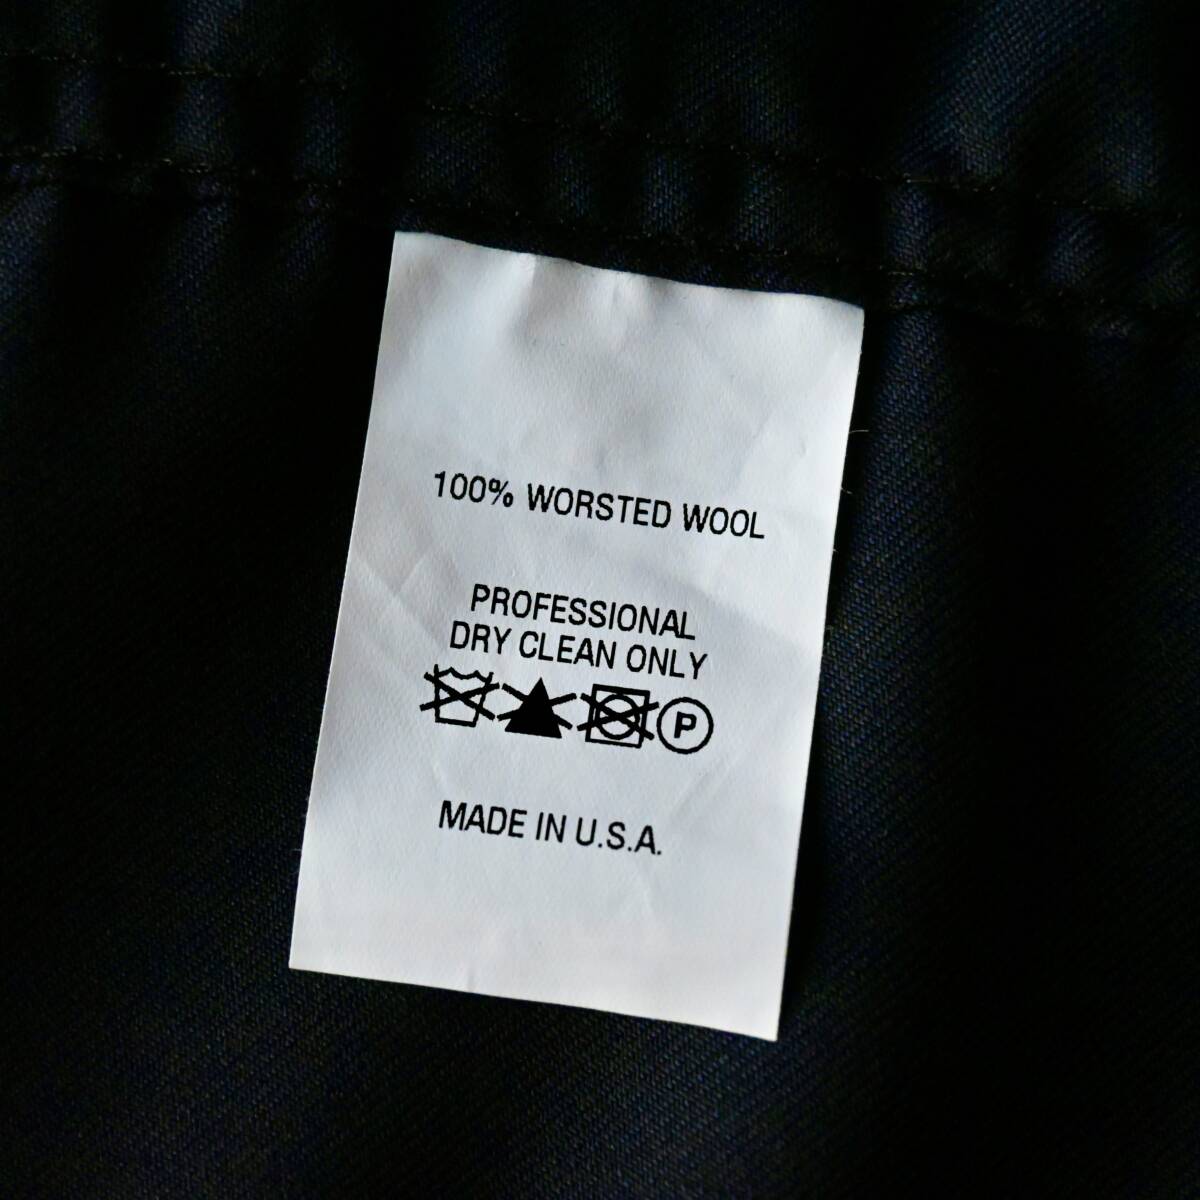 100% WORSTED WOOL
PROFESSIONAL
DRY CLEAN ONLY
P
MADE IN U.S.A.